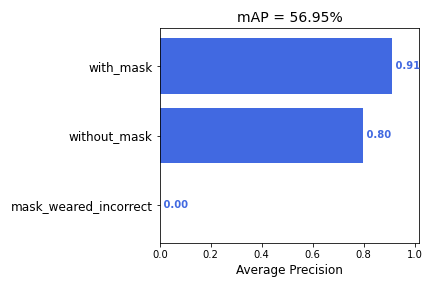 mAP = 56.95%
with_mask
0.91
without_mask
0.80
mask_weared_incorrect
0.00
0.0 0.2 0.4 0.6 0.8 1.0
Average Precision